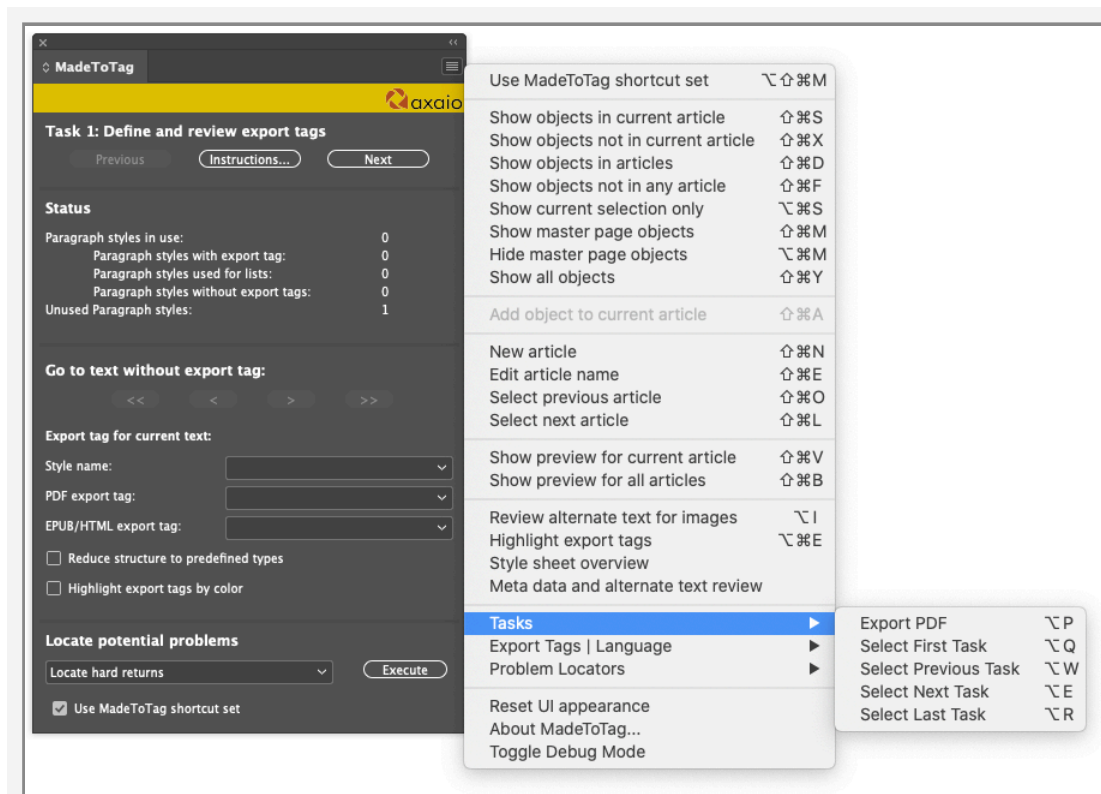 MadeToTag
axaio
Task 1: Define and review export tags
Previous Instructions... Next
Status
Paragraph styles in use: 0
Paragraph styles with export tag: 0
Paragraph styles used for lists: 0
Paragraph styles without export tags: 0
Unused Paragraph styles: 1
Go to text without export tag:
<< < > >>
Export tag for current text:
Style name:
PDF export tag:
EPUB/HTML export tag:
Reduce structure to predefined types
Highlight export tags by color
Locate potential problems
Locate hard returns Execute
Use MadeToTag shortcut set
Use MadeToTag shortcut set ⌥⇧⌘M
Show objects in current article ⇧⌘S
Show objects not in current article ⇧⌘X
Show objects in articles ⇧⌘D
Show objects not in any article ⇧⌘F
Show current selection only ⌥⌘S
Show master page objects ⇧⌘M
Hide master page objects ⌥⌘M
Show all objects ⇧⌘Y
Add object to current article ⇧⌘A
New article ⇧⌘N
Edit article name ⇧⌘E
Select previous article ⇧⌘O
Select next article ⇧⌘L
Show preview for current article ⇧⌘V
Show preview for all articles ⇧⌘B
Review alternate text for images ⌥I
Highlight export tags ⌥⌘E
Style sheet overview
Meta data and alternate text review
Tasks
Export Tags | Language
Problem Locators
Reset UI appearance
About MadeToTag...
Toggle Debug Mode
Export PDF ⌥P
Select First Task ⌥Q
Select Previous Task ⌥W
Select Next Task ⌥E
Select Last Task ⌥R